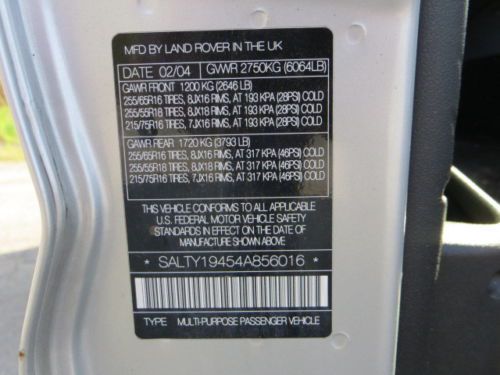 MFD BY LAND ROVER IN THE UK
DATE 02/04 GVWR 2750KG (6064LB)
GAWR FRONT 1200 KG (2646 LB)
255/65R16 TIRES, 8JX16 RIMS, AT 193 KPA (28PSI) COLD
255/55R18 TIRES, 8JX18 RIMS, AT 193 KPA (28PSI) COLD
215/75R16 TIRES, 7JX16 RIMS, AT 193 KPA (28PSI) COLD
GAWR REAR 1720 KG (3793 LB)
255/65R16 TIRES, 8JX16 RIMS, AT 317 KPA (46PSI) COLD
255/55R18 TIRES, 8JX18 RIMS, AT 317 KPA (46PSI) COLD
215/75R16 TIRES, 7JX16 RIMS, AT 317 KPA (46PSI) COLD
THIS VEHICLE CONFORMS TO ALL APPLICABLE
U.S. FEDERAL MOTOR VEHICLE SAFETY
STANDARDS IN EFFECT ON THE DATE OF
MANUFACTURE SHOWN ABOVE.
* SALTY19454A856016 *
TYPE MULTI-PURPOSE PASSENGER VEHICLE